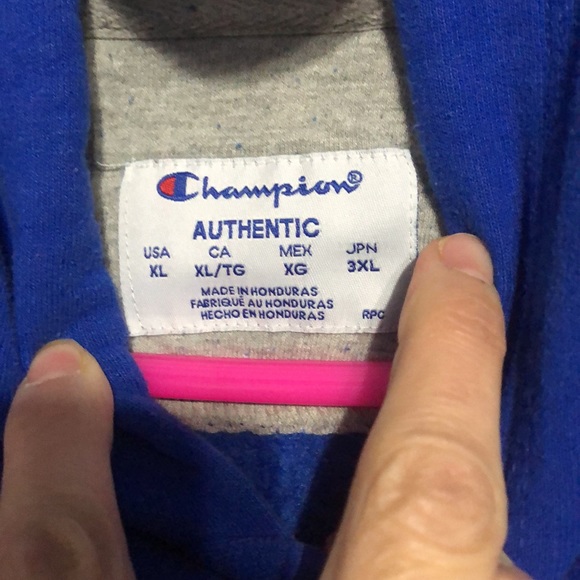 Champion®
AUTHENTIC
USA CA MEX JPN
XL XL/TG XG 3XL
MADE IN HONDURAS
FABRIQUÉ AU HONDURAS
HECHO EN HONDURAS RPC